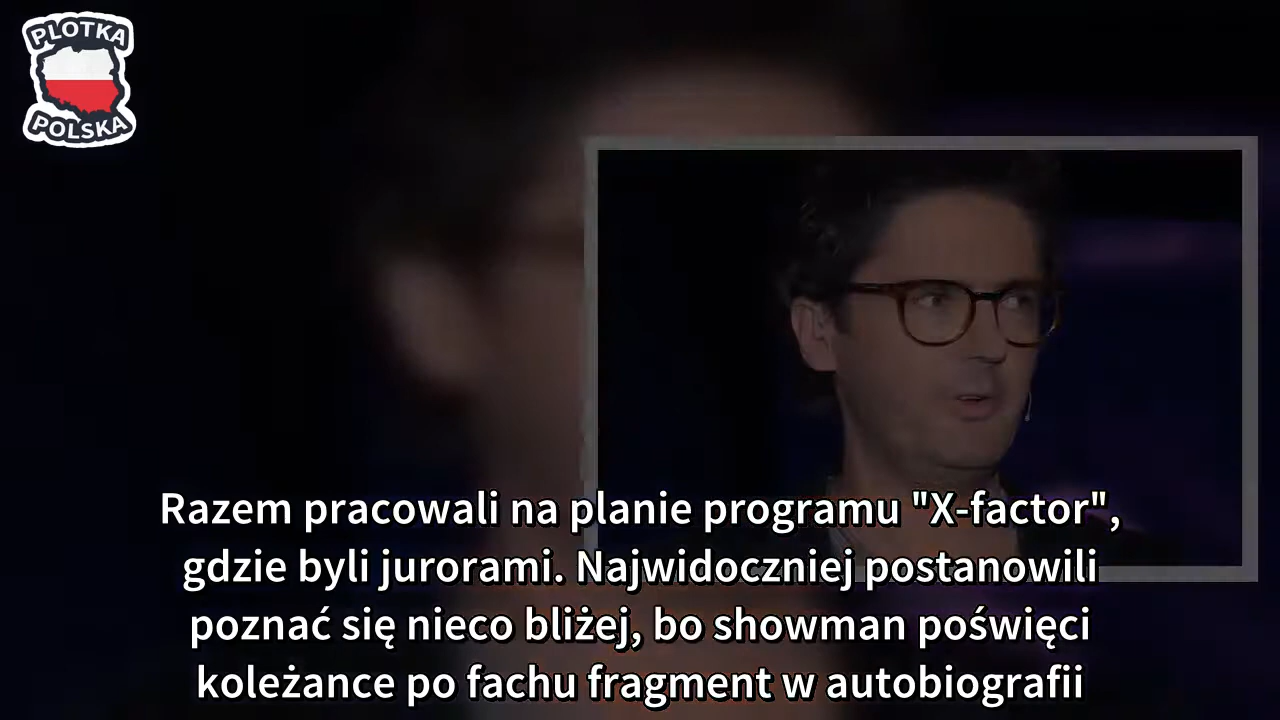 PLOTKA
POLSKA
Razem pracowali na planie programu "X-factor",
gdzie byli jurorami. Najwidoczniej postanowili
poznać się nieco bliżej, bo showman poświęci
koleżance po fachu fragment w autobiografii